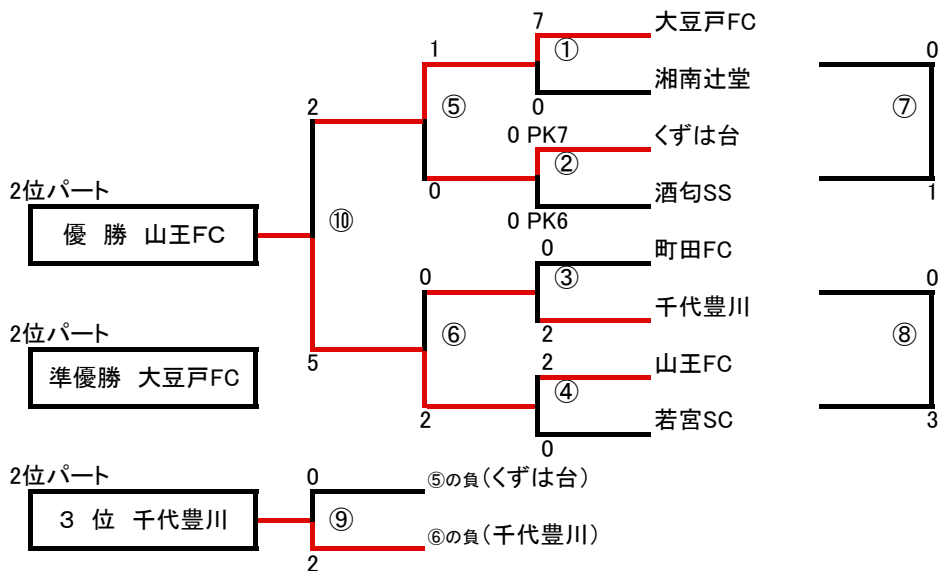 7
大豆戸FC
0
1
①
湘南辻堂
⑤
0
⑦
2
0 PK7
くずは台
②
0
酒匂SS
1
2位パート
0 PK6
優 勝 山王FC
⑩
0
町田FC
0
③
0
千代豊川
2位パート
⑥
2
⑧
準優勝 大豆戸FC
5
2
山王FC
④
2
若宮SC
3
0
2位パート
0
⑤の負(くずは台)
3 位 千代豊川
⑨
⑥の負(千代豊川)
2